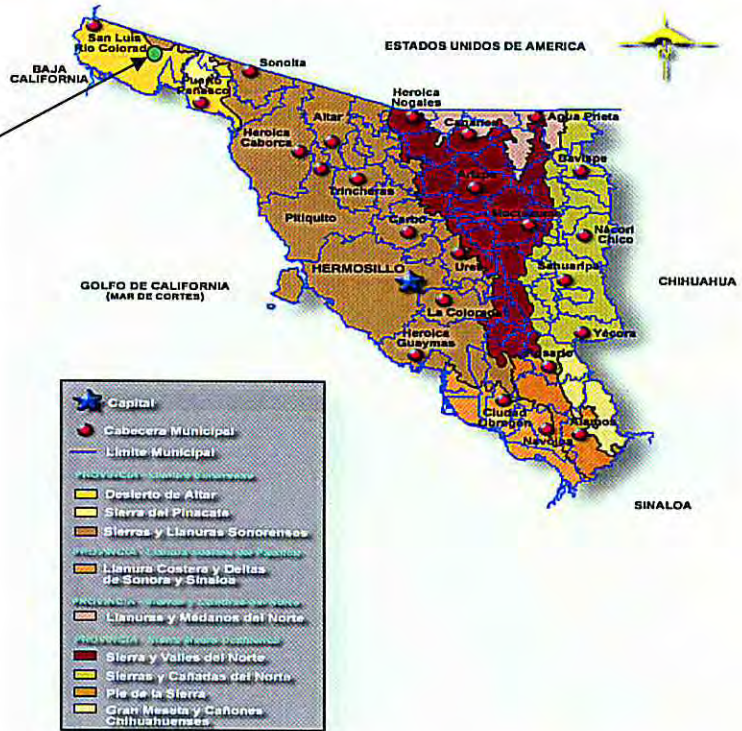 San Luis
Rio Colorad
BAJA
CALIFORNIA
Puerto
Peñasco
Sonoita
ESTADOS UNIDOS DE AMERICA
Heroica
Nogales
Cananea
Agua Prieta
Altar
Heroica
Caborca
Bavispe
Arizpe
Trincheras
Pitiquito
Carbo
Moctezuma
Nácori
Chico
Ures
Sahuaripa
HERMOSILLO
GOLFO DE CALIFORNIA
(MAR DE CORTES)
CHIHUAHUA
La Colorada
Heroica
Guaymas
Yécora
Rosario
Ciudad
Obregón
Navojoa
Alamos
SINALOA
Capital
Cabecera Municipal
Límite Municipal
Desierto de Altar
Sierra del Pinacate
Sierras y Llanuras Sonorenses
Llanura Costera y Deltas
de Sonora y Sinaloa
Llanuras y Médanos del Norte
Sierra y Valles del Norte
Sierras y Cañadas del Norte
Pie de la Sierra
Gran Meseta y Cañones
Chihuahuenses